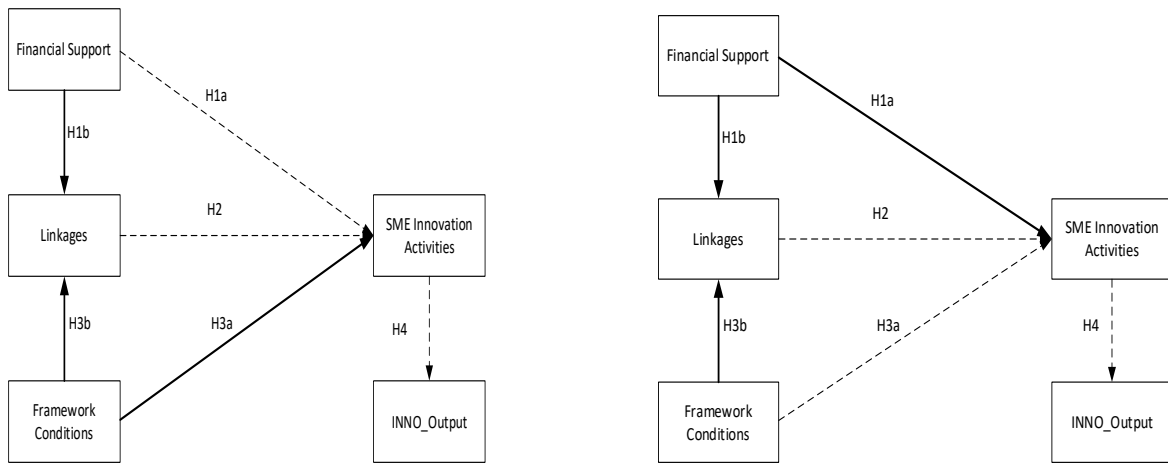 Financial Support
H1a
H1b
Linkages
H2
SME Innovation
Activities
H3b
H3a
H4
Framework
Conditions
INNO_Output
Financial Support
H1a
H1b
Linkages
H2
SME Innovation
Activities
H3b
H3a
H4
Framework
Conditions
INNO_Output